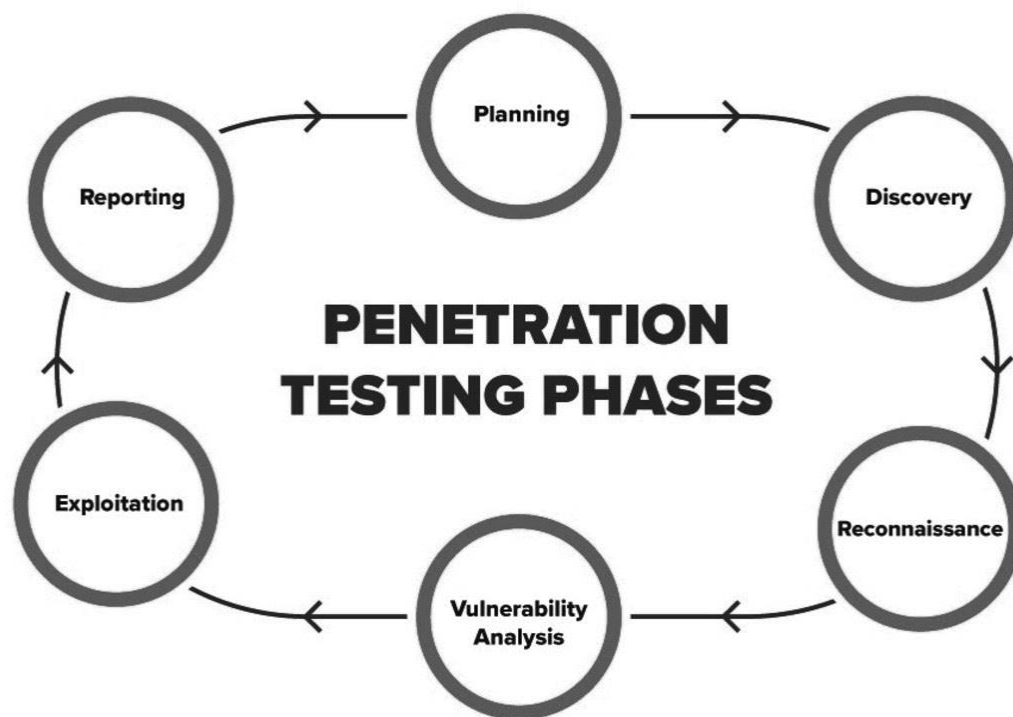 Planning
Reporting
Discovery
PENETRATION
TESTING PHASES
Exploitation
Reconnaissance
Vulnerability
Analysis